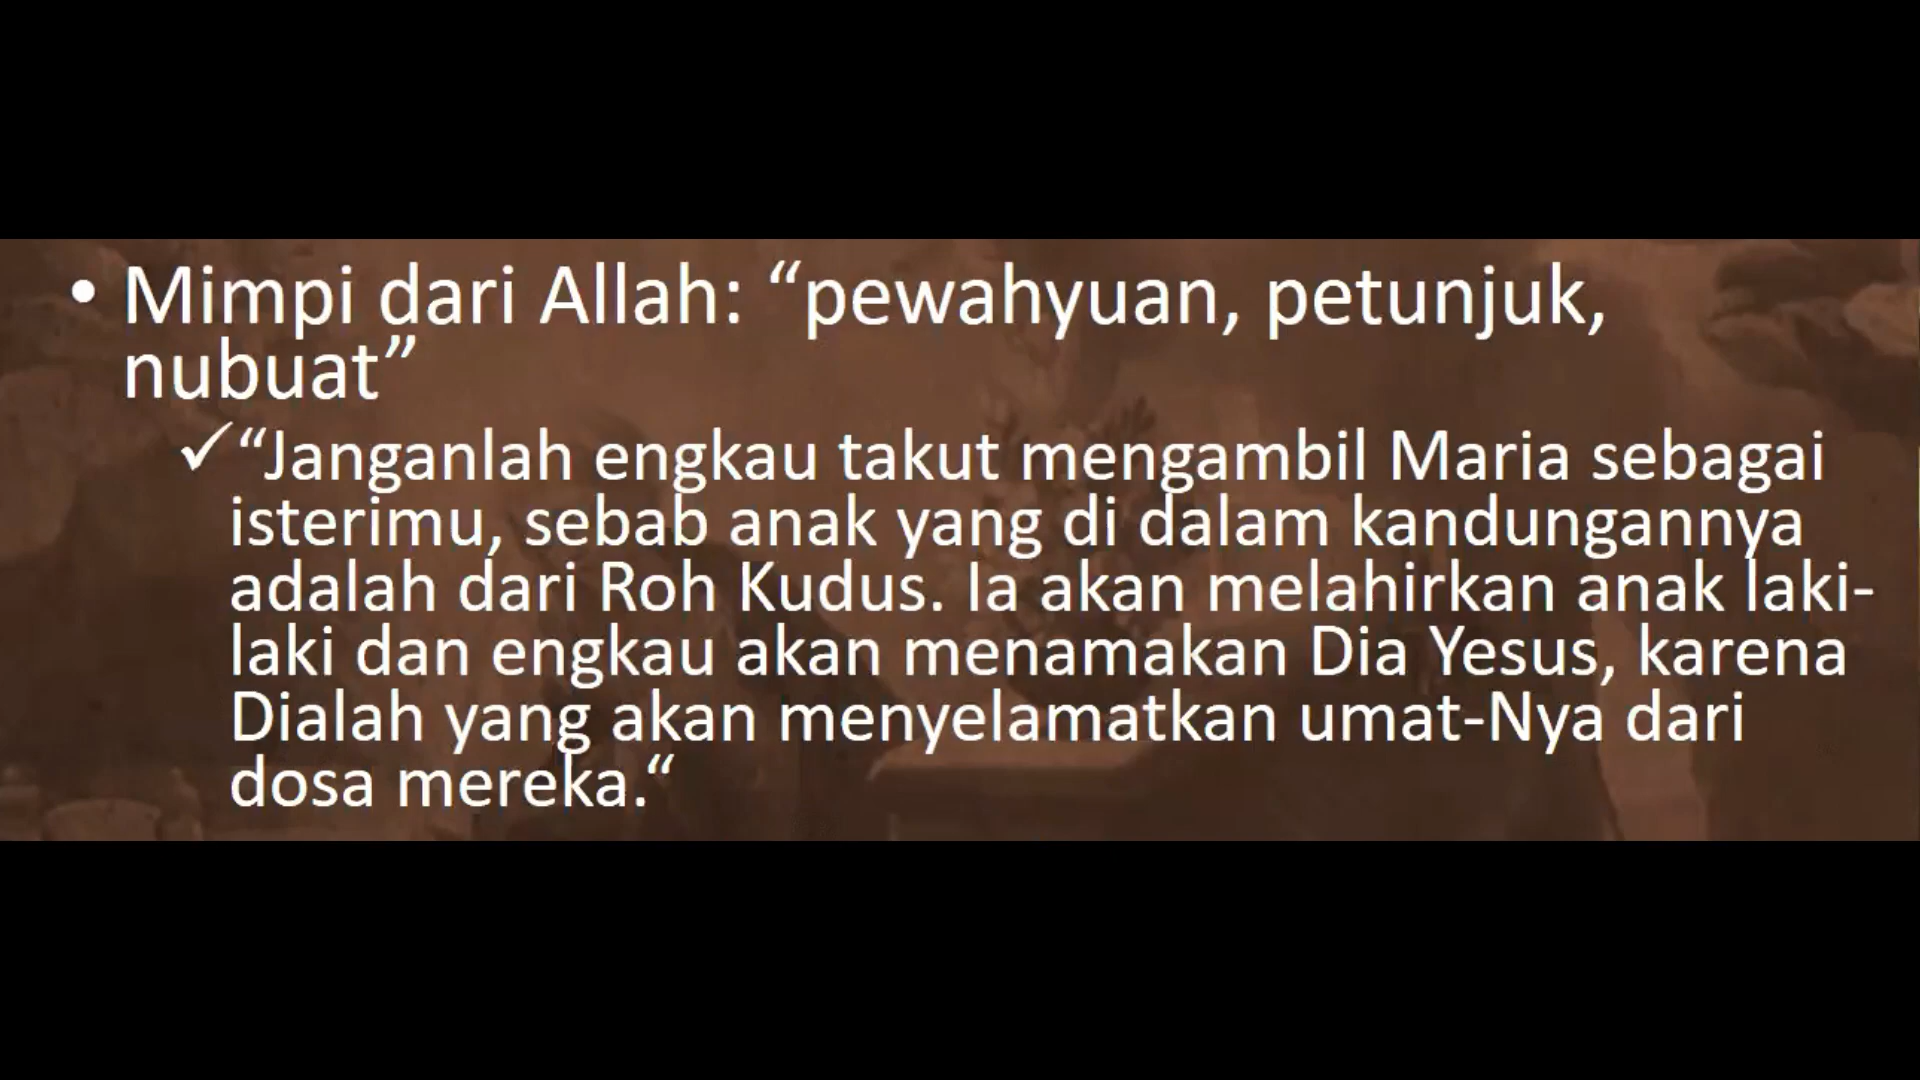 • Mimpi dari Allah: “pewahyuan, petunjuk,
nubuat”
✓“Janganlah engkau takut mengambil Maria sebagai
isterimu, sebab anak yang di dalam kandungannya
adalah dari Roh Kudus. Ia akan melahirkan anak laki-
laki dan engkau akan menamakan Dia Yesus, karena
Dialah yang akan menyelamatkan umat-Nya dari
dosa mereka.“